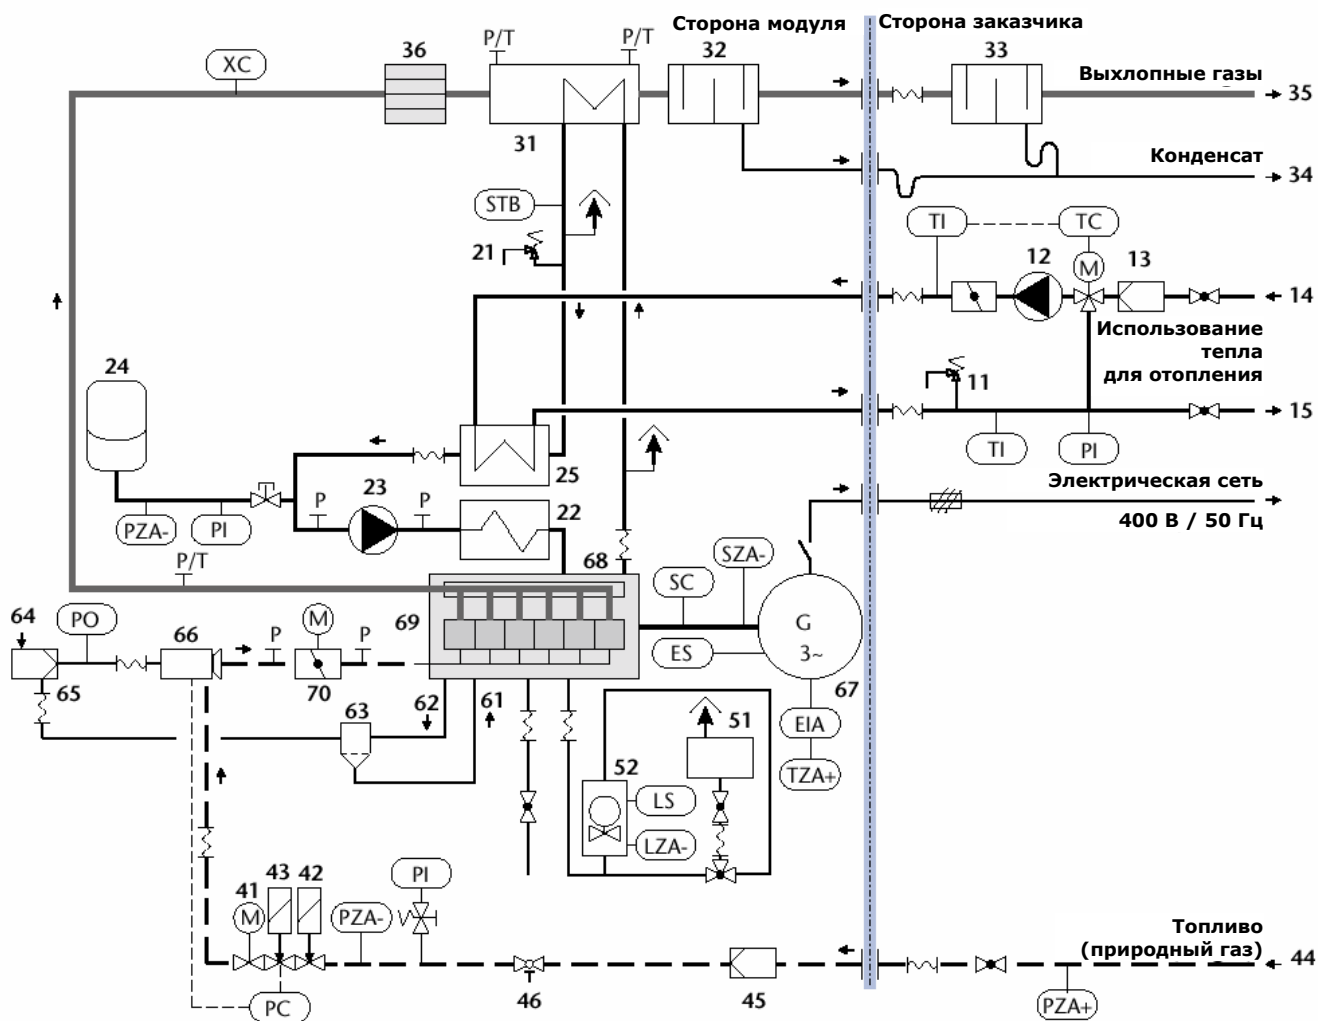 Сторона модуля
Сторона заказчика
XC
36
P/T
P/T
32
33
Выхлопные газы
35
31
Конденсат
34
STB
21
TI
TC
12
M
13
14
Использование
тепла
для отопления
11
15
24
TI
PI
25
Электрическая сеть
400 В / 50 Гц
23
22
P
P
PZA-
PI
P/T
68
SZA-
SC
G
3~
64
PO
66
P
M
P
69
ES
65
70
62
61
67
63
51
EIA
52
TZA+
LS
LZA-
PI
41
43
42
M
PZA-
Топливо
(природный газ)
44
PC
46
45
PZA+